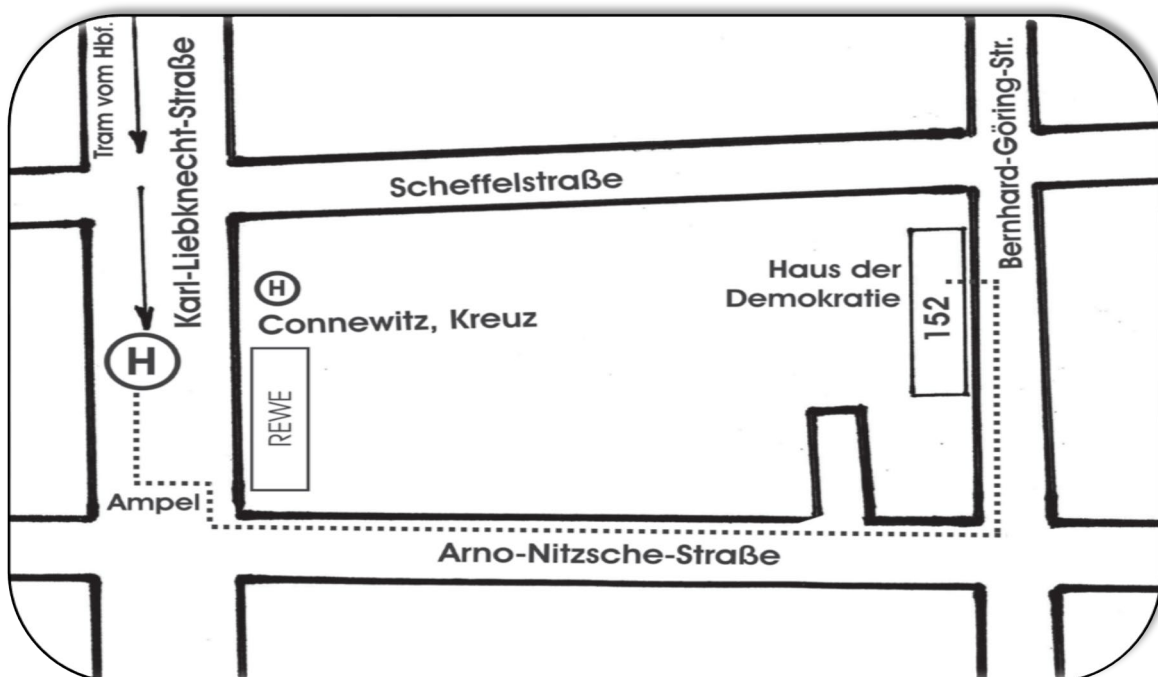 Tram vom Hbf.
Karl-Liebknecht-Straße
Bernhard-Göring-Str.
Scheffelstraße
H
Connewitz, Kreuz
Haus der
Demokratie
152
H
REWE
Ampel
Arno-Nitzsche-Straße